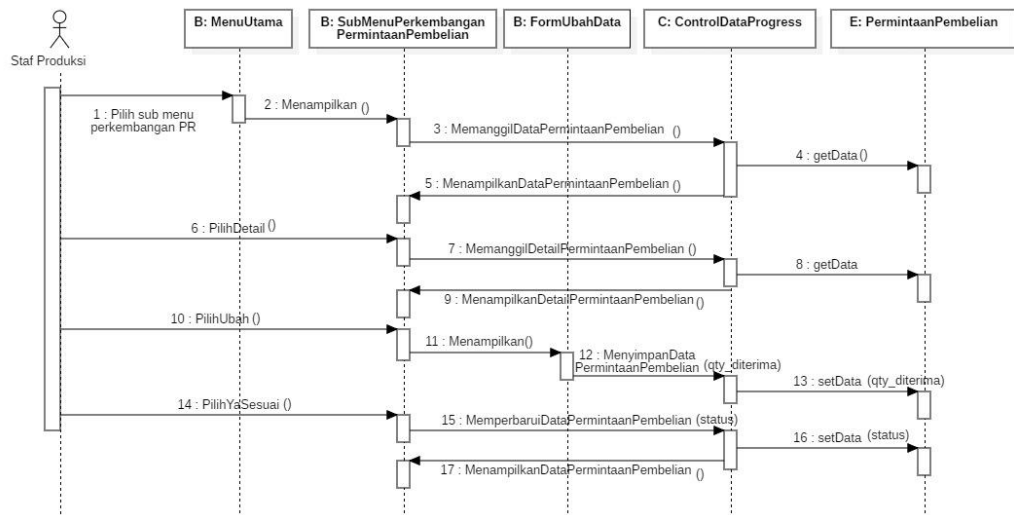 B: MenuUtama
B: SubMenuPerkembangan
PermintaanPembelian
B: FormUbahData
C: ControlDataProgress
E: PermintaanPembelian
Staf Produksi
1 : Pilih sub menu
perkembangan PR
2 : Menampilkan ()
3 : MemanggilDataPermintaanPembelian ()
4 : getData ()
5 : MenampilkanDataPermintaanPembelian ()
6 : PilihDetail ()
7 : MemanggilDetailPermintaanPembelian ()
8 : getData
9 : MenampilkanDetailPermintaanPembelian ()
10 : PilihUbah ()
11 : Menampilkan()
12 : MenyimpanData
PermintaanPembelian (qty_diterima)
13 : setData (qty_diterima)
14 : PilihYaSesuai ()
15 : MemperbaruiDataPermintaanPembelian (status)
16 : setData (status)
17 : MenampilkanDataPermintaanPembelian ()